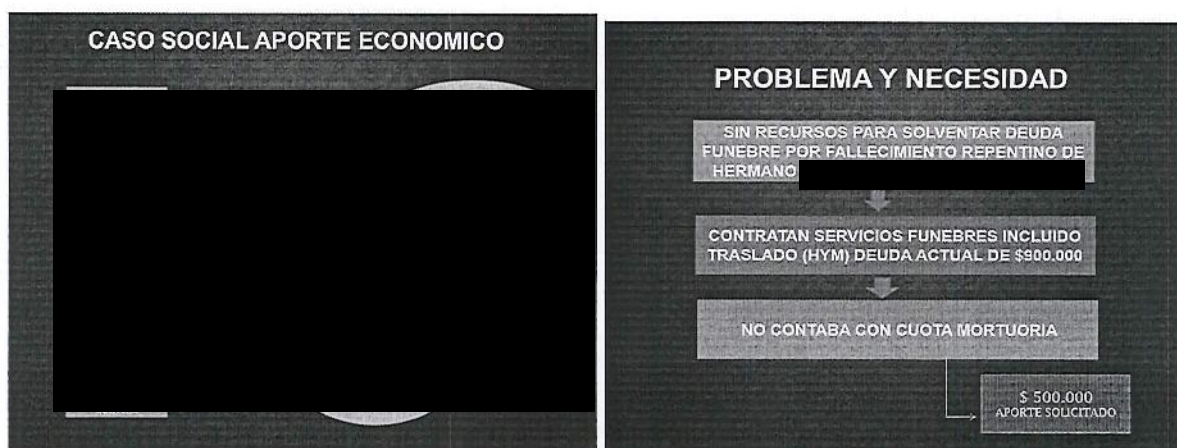 CASO SOCIAL APORTE ECONOMICO
PROBLEMA Y NECESIDAD
SIN RECURSOS PARA SOLVENTAR DEUDA
FUNEBRE POR FALLECIMIENTO REPENTINO DE
HERMANO
CONTRATAN SERVICIOS FUNEBRES INCLUIDO
TRASLADO (HYM) DEUDA ACTUAL DE $900.000
NO CONTABA CON CUOTA MORTUORIA
$ 500.000
APORTE SOLICITADO